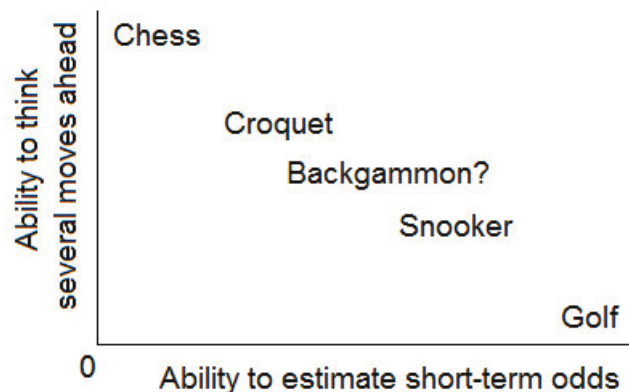 Ability to think
several moves ahead
Chess
Croquet
Backgammon?
Snooker
Golf
0
Ability to estimate short-term odds